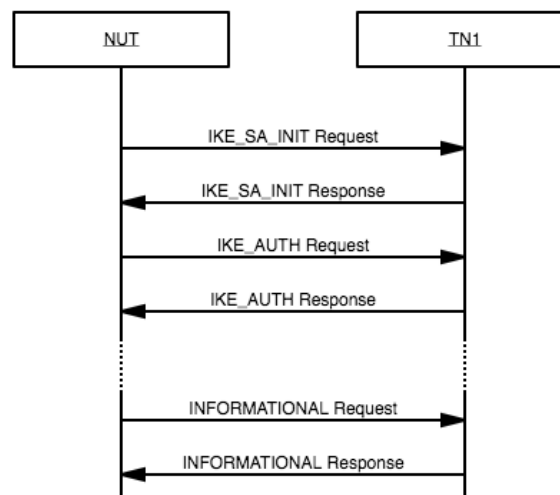 NUT
TN1
IKE_SA_INIT Request
IKE_SA_INIT Response
IKE_AUTH Request
IKE_AUTH Response
INFORMATIONAL Request
INFORMATIONAL Response